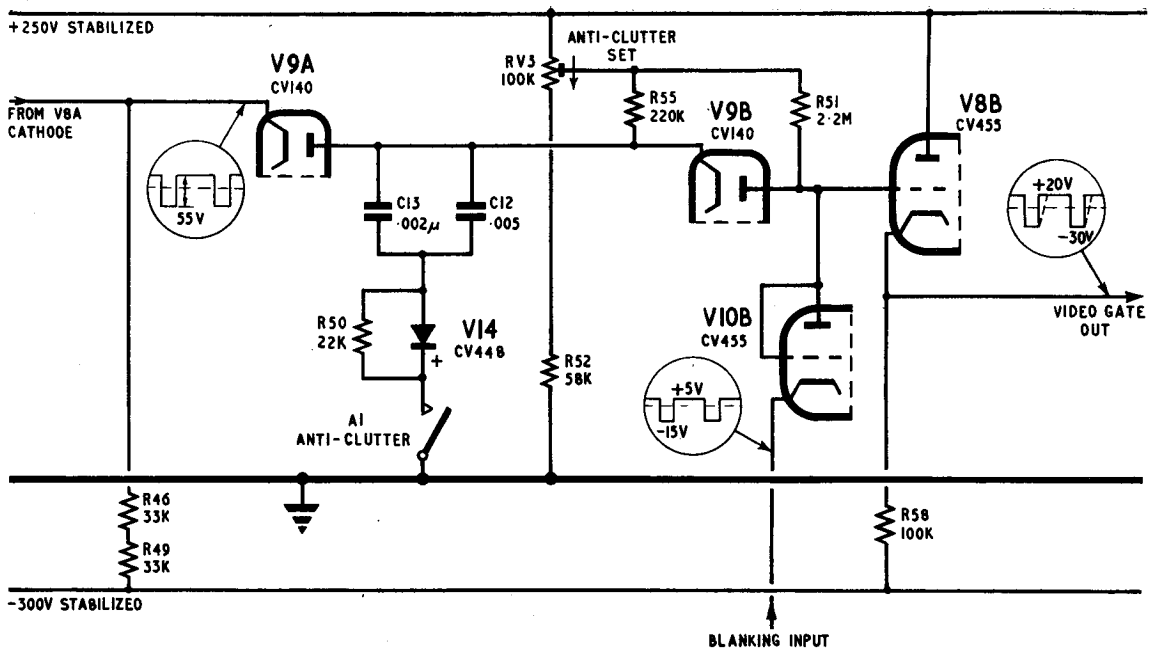 +250V STABILIZED
FROM V8A
CATHODE
55V
V9A
CV140
C13
.002μ
C12
.005
R50
22K
V14
CV448
+
A1
ANTI-CLUTTER
RV3
100K
ANTI-CLUTTER
SET
R55
220K
R51
2.2M
V9B
CV140
V8B
CV455
+20V
-30V
VIDEO GATE
OUT
V10B
CV455
+5V
-15V
R52
58K
R46
33K
R49
33K
R58
100K
-300V STABILIZED
BLANKING INPUT